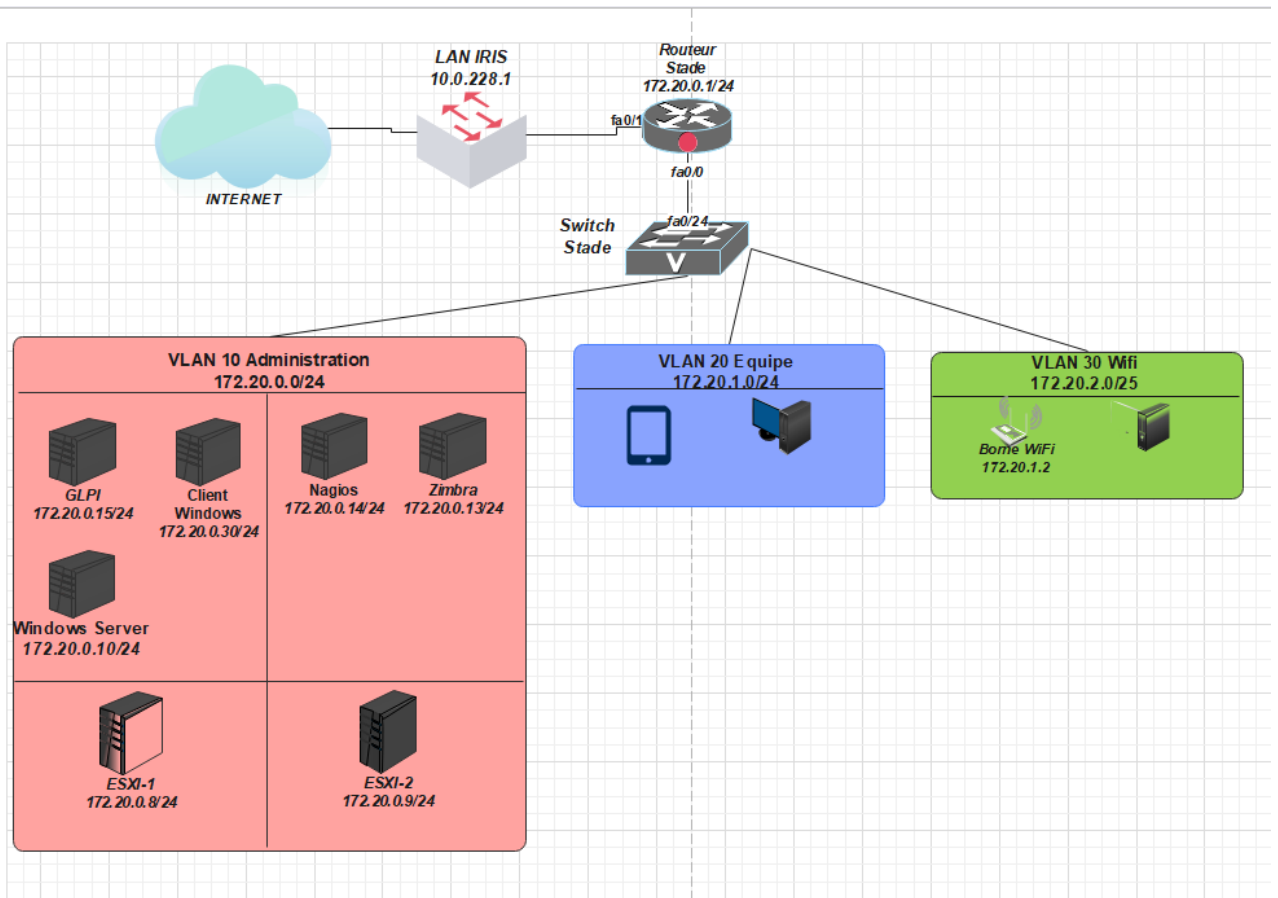 LAN IRIS
10.0.228.1
Routeur
Stade
172.20.0.1/24
fa0/1
fa0/0
INTERNET
Switch
Stade
fa0/24
V
VLAN 10 Administration
172.20.0.0/24
GLPI
172.20.0.15/24
Client
Windows
172.20.0.30/24
Nagios
172.20.0.14/24
Zimbra
172.20.0.13/24
Windows Server
172.20.0.10/24
ESXI-1
172.20.0.8/24
ESXI-2
172.20.0.9/24
VLAN 20 Equipe
172.20.1.0/24
VLAN 30 Wifi
172.20.2.0/25
Borne WiFi
172.20.1.2